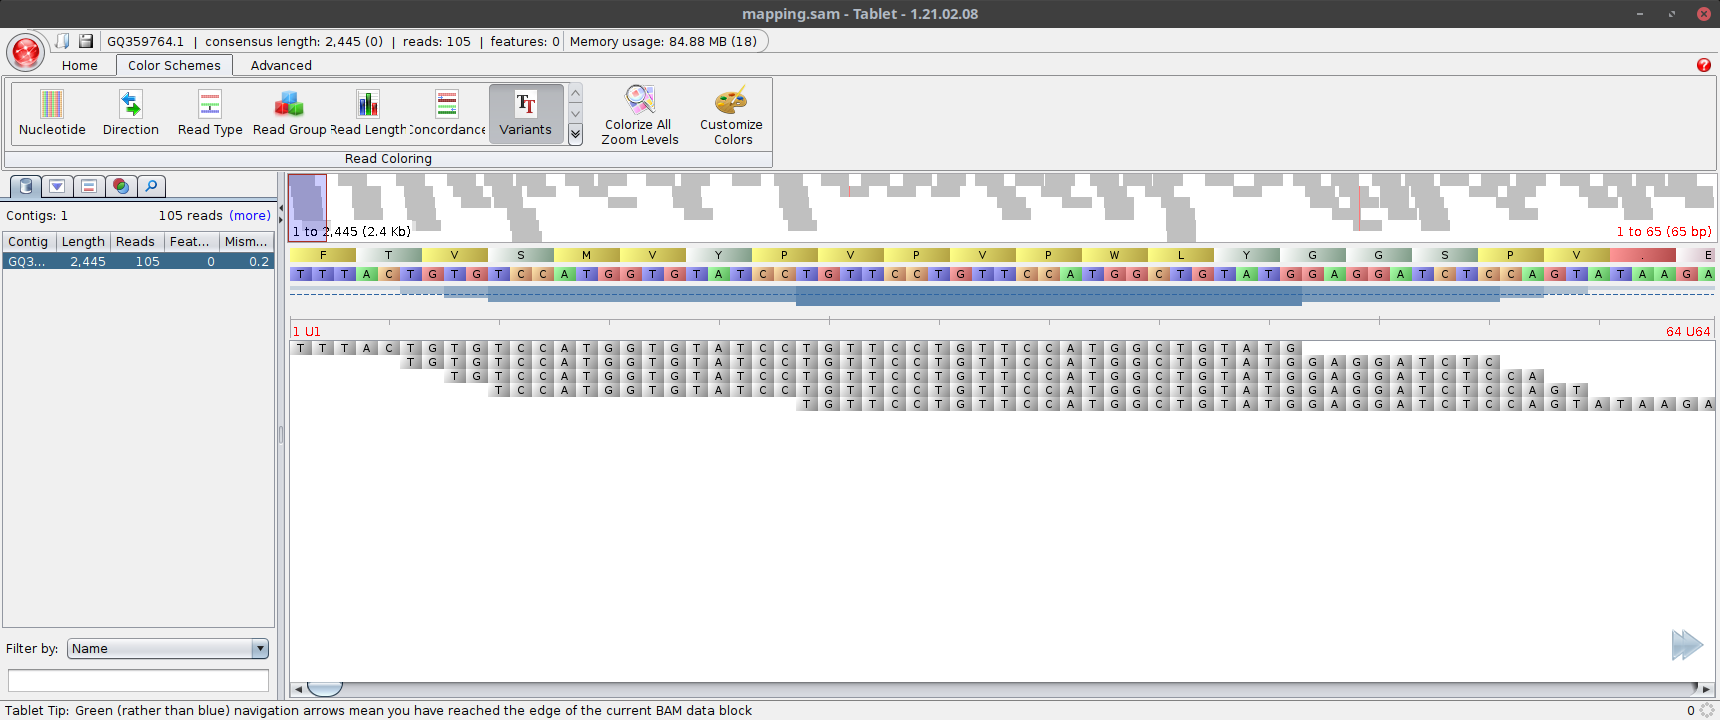 mapping.sam - Tablet - 1.21.02.08
GQ359764.1 | consensus length: 2,445 (0) | reads: 105 | features: 0 Memory usage: 84.88 MB (18)
Home Color Schemes Advanced
Nucleotide Direction Read Type Read Group Read Length Concordance Variants Colorize All Zoom Levels Customize Colors
Read Coloring
Contigs: 1 105 reads (more)
Contig Length Reads Feat... Mism...
GQ3... 2,445 105 0 0.2
Filter by: Name
1 to 2,445 (2.4 Kb) 1 to 65 (65 bp)
F T V S M V Y P V P V P W L Y G G S P V . E
T T T A C T G T G T C C A T G G T G T A T C C T G T T C C T G T T C C A T G G C T G T A T G G A G G A T C T C C A G T A T A A G A
1 U1 64 U64
T T T A C T G T G T C C A T G G T G T A T C C T G T T C C T G T T C C A T G G C T G T A T G
T G T G T C C A T G G T G T A T C C T G T T C C T G T T C C A T G G C T G T A T G G A G G A T C T C
T G T C C A T G G T G T A T C C T G T T C C T G T T C C A T G G C T G T A T G G A G G A T C T C C A
T C C A T G G T G T A T C C T G T T C C T G T T C C A T G G C T G T A T G G A G G A T C T C C A G T
T G T T C C T G T T C C A T G G C T G T A T G G A G G A T C T C C A G T A T A A G A
Tablet Tip: Green (rather than blue) navigation arrows mean you have reached the edge of the current BAM data block 0